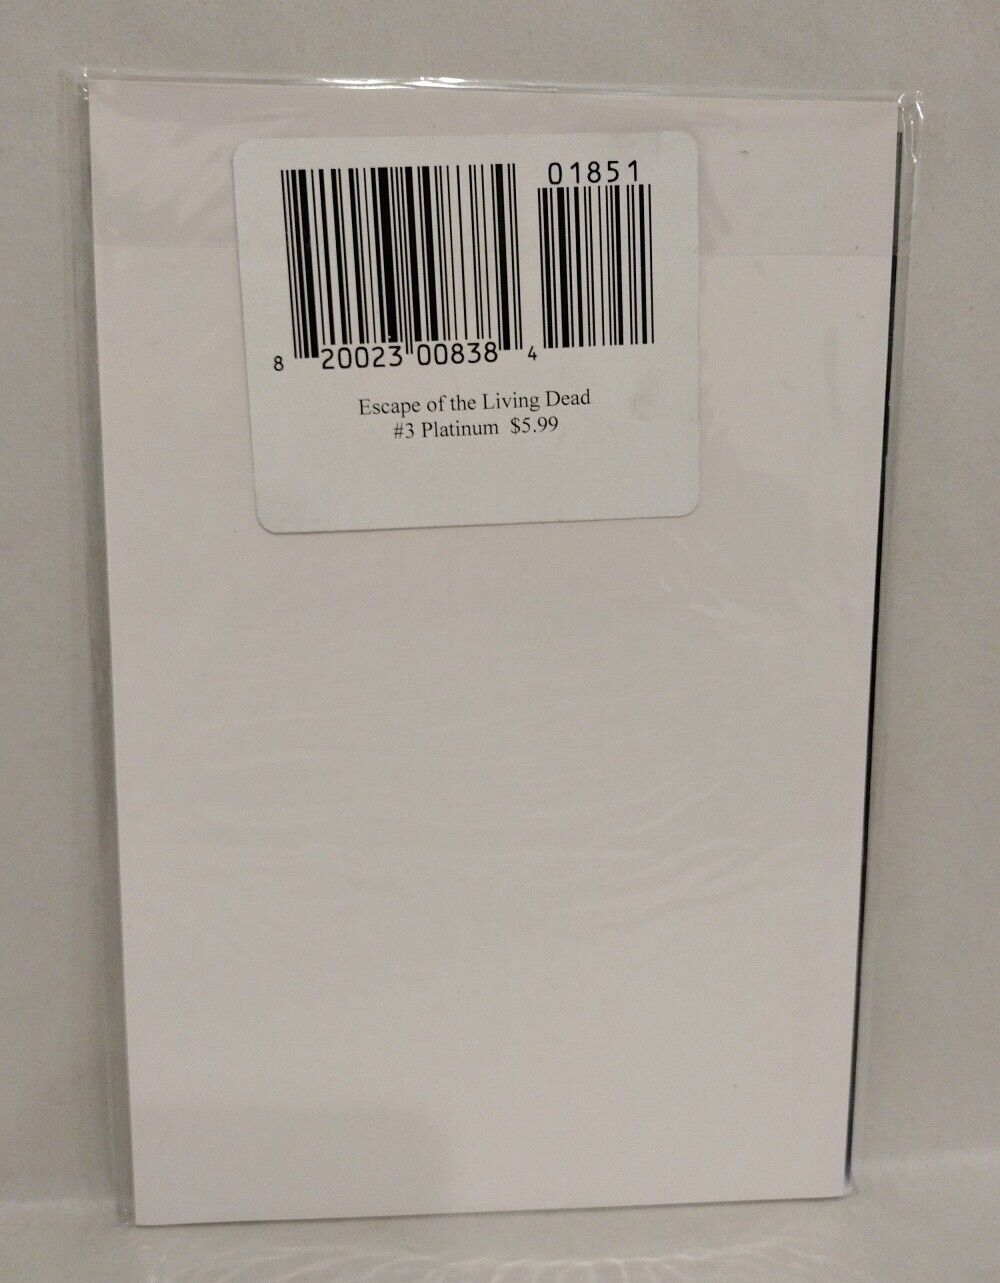 01851
8 20023 00838 4
Escape of the Living Dead
#3 Platinum $5.99